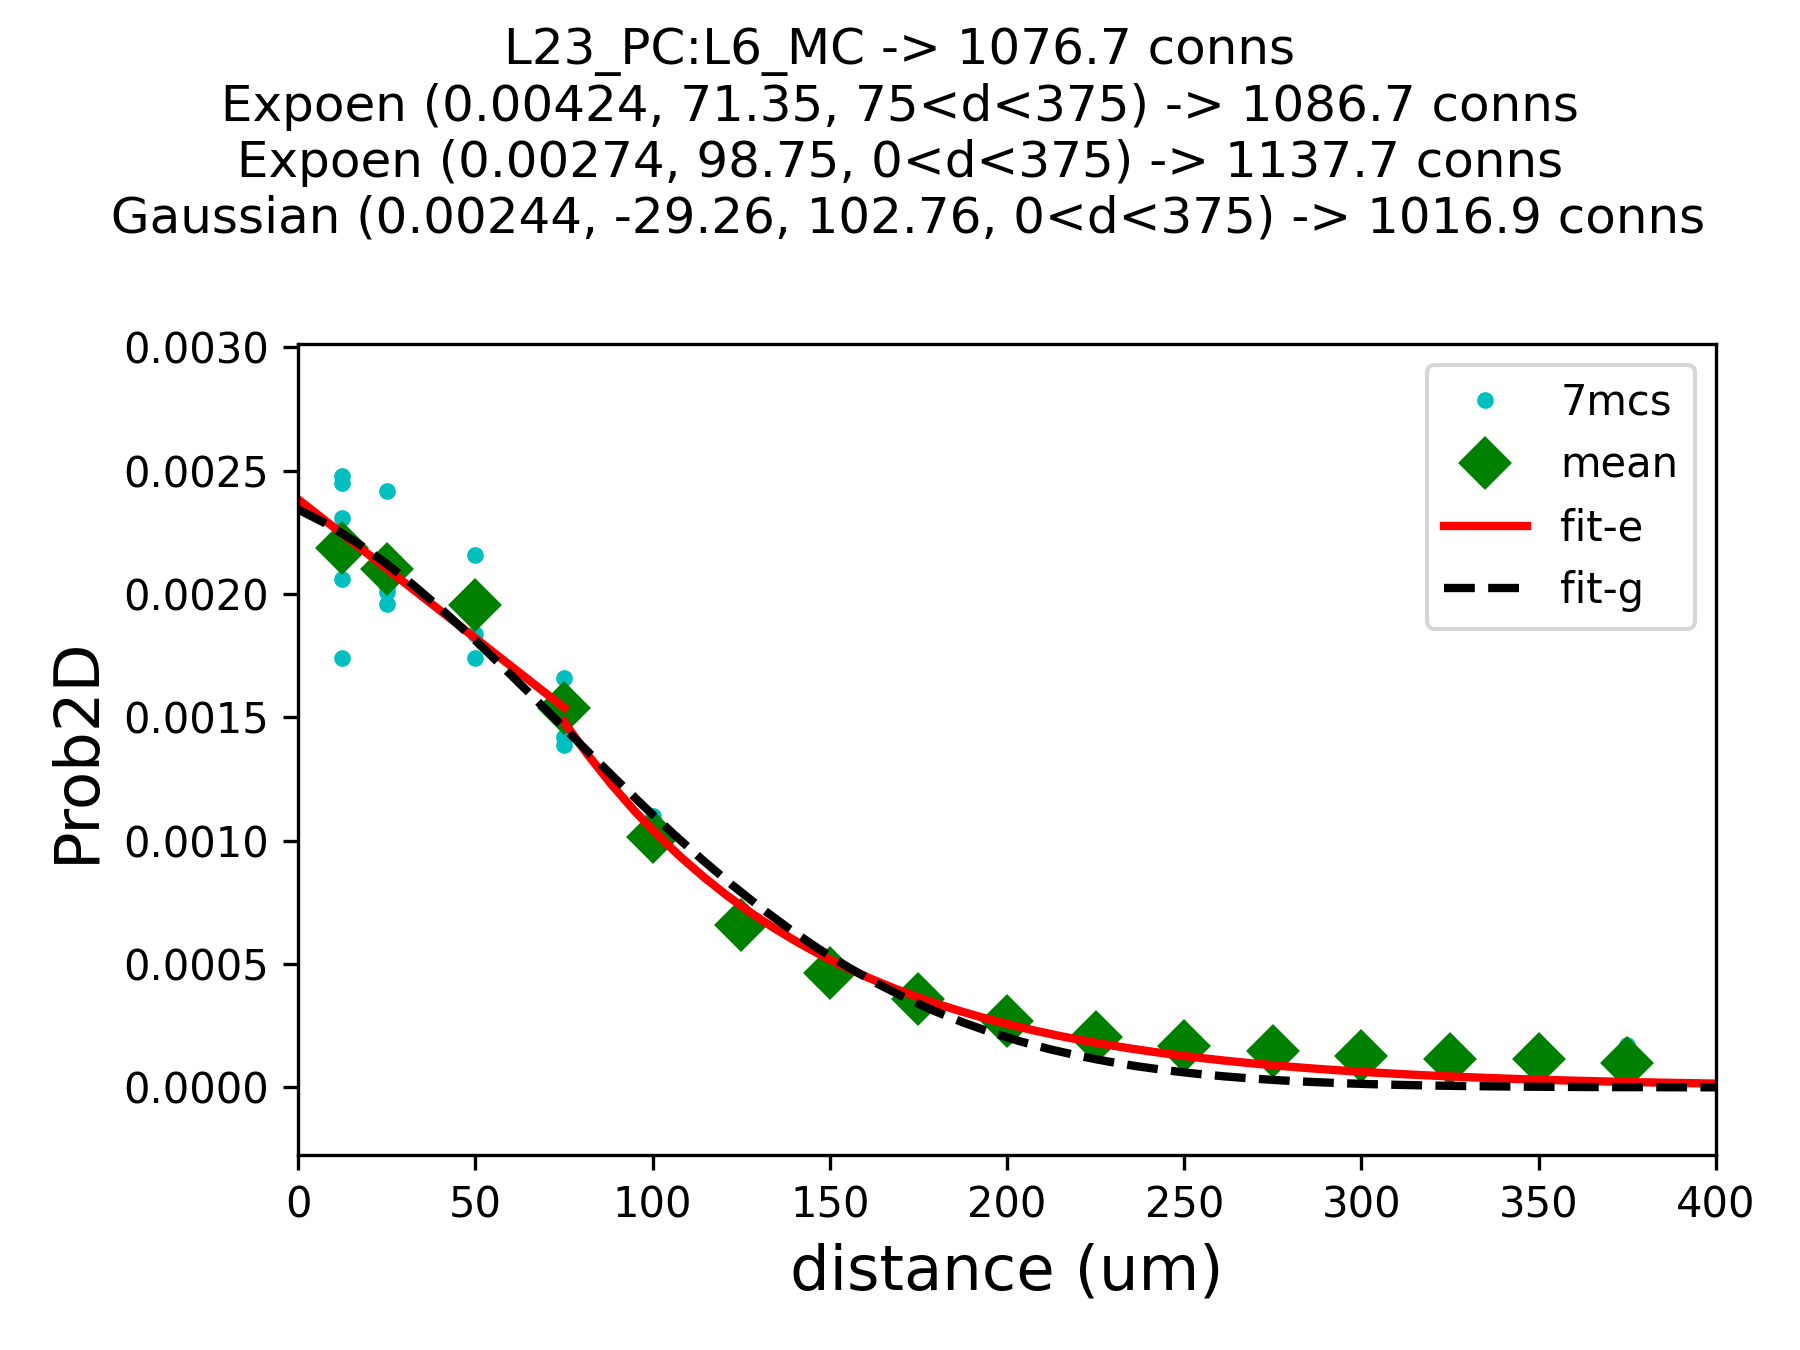 L23_PC:L6_MC -> 1076.7 conns
Expoen (0.00424, 71.35, 75<d<375) -> 1086.7 conns
Expoen (0.00274, 98.75, 0<d<375) -> 1137.7 conns
Gaussian (0.00244, -29.26, 102.76, 0<d<375) -> 1016.9 conns
0.0030
0.0025
0.0020
0.0015
0.0010
0.0005
0.0000
Prob2D
7mcs
mean
fit-e
fit-g
0 50 100 150 200 250 300 350 400
distance (um)